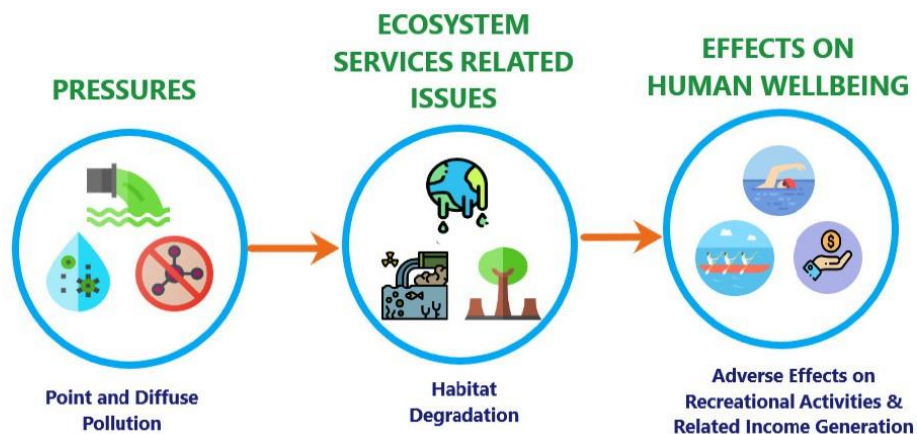 PRESSURES
Point and Diffuse
Pollution
ECOSYSTEM
SERVICES RELATED
ISSUES
Habitat
Degradation
EFFECTS ON
HUMAN WELLBEING
$
Adverse Effects on
Recreational Activities &
Related Income Generation